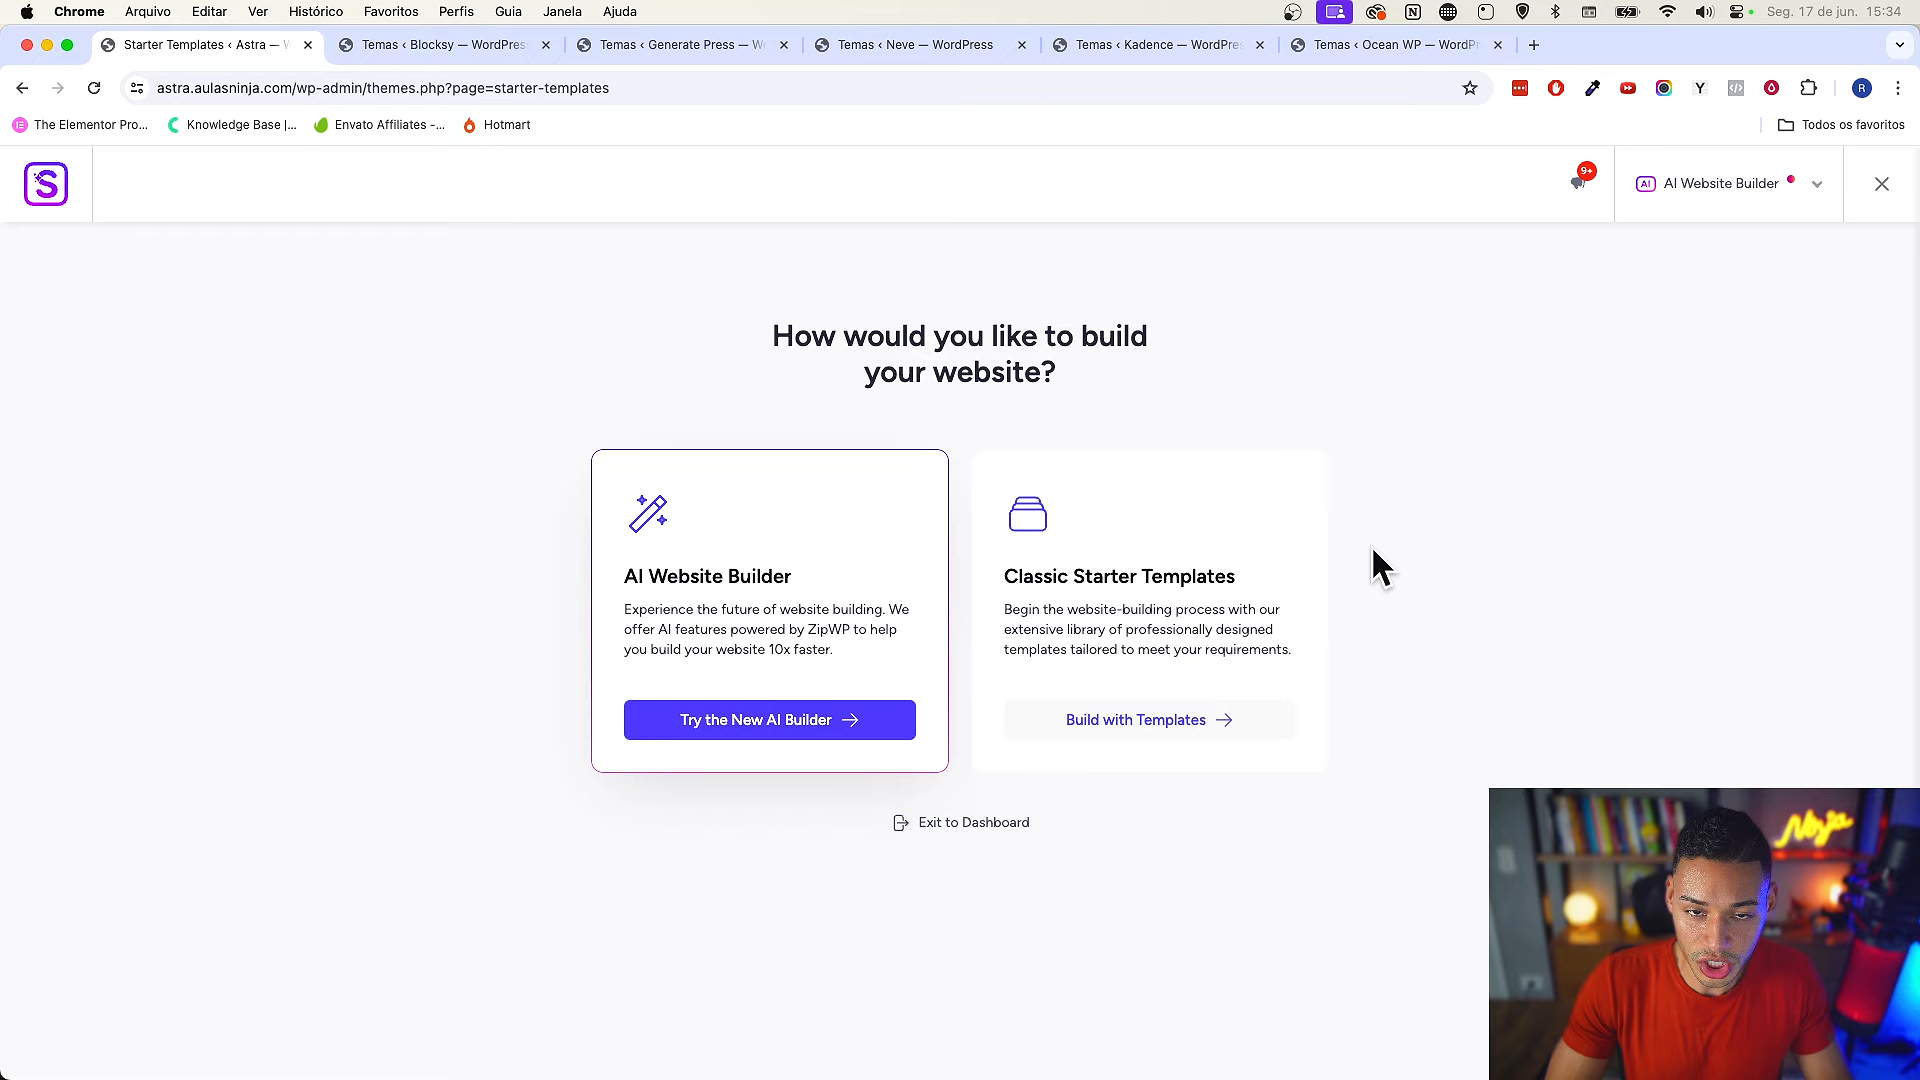 Chrome Arquivo Editar Ver Histórico Favoritos Perfis Guia Janela Ajuda Seg. 17 de jun. 15:34
Starter Templates ‹ Astra — W Temas ‹ Blocksy — WordPress Temas ‹ Generate Press — Wo Temas ‹ Neve — WordPress Temas ‹ Kadence — WordPres Temas ‹ Ocean WP — WordPr
astra.aulasninja.com/wp-admin/themes.php?page=starter-templates
The Elementor Pro... Knowledge Base |... Envato Affiliates -... Hotmart Todos os favoritos
9+
AI AI Website Builder
How would you like to build
your website?
AI Website Builder
Experience the future of website building. We
offer AI features powered by ZipWP to help
you build your website 10x faster.
Try the New AI Builder
Classic Starter Templates
Begin the website-building process with our
extensive library of professionally designed
templates tailored to meet your requirements.
Build with Templates
Exit to Dashboard
Ninja